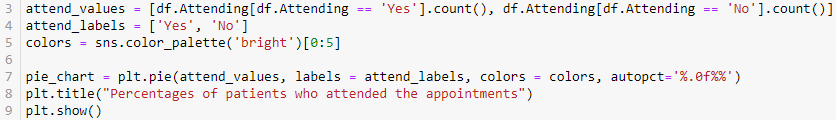 3 attend_values = [df.Attending[df.Attending == 'Yes'].count(), df.Attending[df.Attending == 'No'].count()]
4 attend_labels = ['Yes', 'No']
5 colors = sns.color_palette('bright')[0:5]
6
7 pie_chart = plt.pie(attend_values, labels = attend_labels, colors = colors, autopct='%.0f%%')
8 plt.title("Percentages of patients who attended the appointments")
9 plt.show()